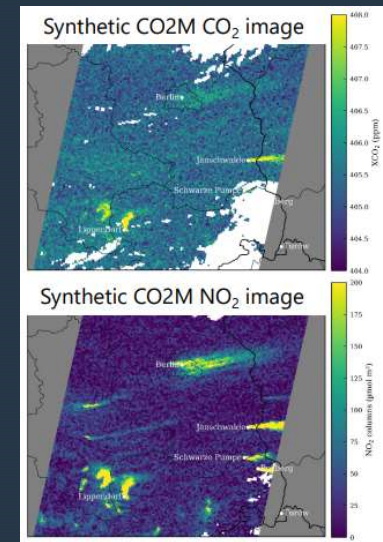 Synthetic CO2M CO₂ image
408.0
407.5
407.0
406.5
406.0
405.5
405.0
404.5
404.0
XCO₂ (ppm)
Berlin
Jänschwalde
Schwarze Pumpe
Lippendorf
Turow
Synthetic CO2M NO₂ image
200
175
150
125
100
75
50
25
0
NO₂ columns (µmol m²)
Berlin
Jänschwalde
Schwarze Pumpe
Boxberg
Lippendorf
Turow